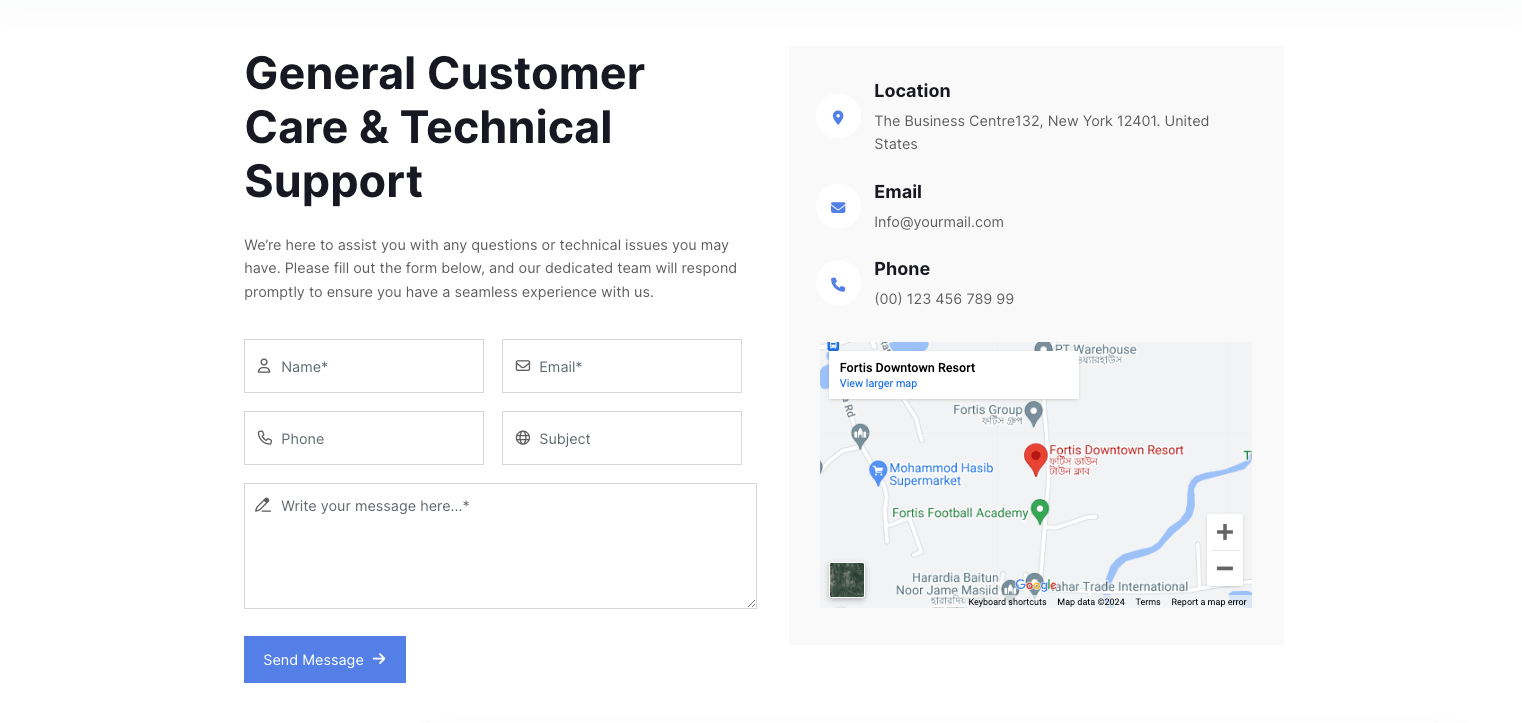 General Customer
Care & Technical
Support
We're here to assist you with any questions or technical issues you may
have. Please fill out the form below, and our dedicated team will respond
promptly to ensure you have a seamless experience with us.
Name*
Email*
Phone
Subject
Write your message here...*
Send Message
Location
The Business Centre132, New York 12401. United
States
Email
Info@yourmail.com
Phone
(00) 123 456 789 99
PT Warehouse
Fortis Downtown Resort
View larger map
Rd
Fortis Group
ফর্টিস গ্রুপ
Fortis Downtown Resort
ফর্টিস ডাউন
টাউন ক্লাব
Mohammod Hasib
Supermarket
Fortis Football Academy
Harardia Baitun
Noor Jame Masjid
Google
Trade International
Keyboard shortcuts
Map data ©2024
Terms
Report a map error